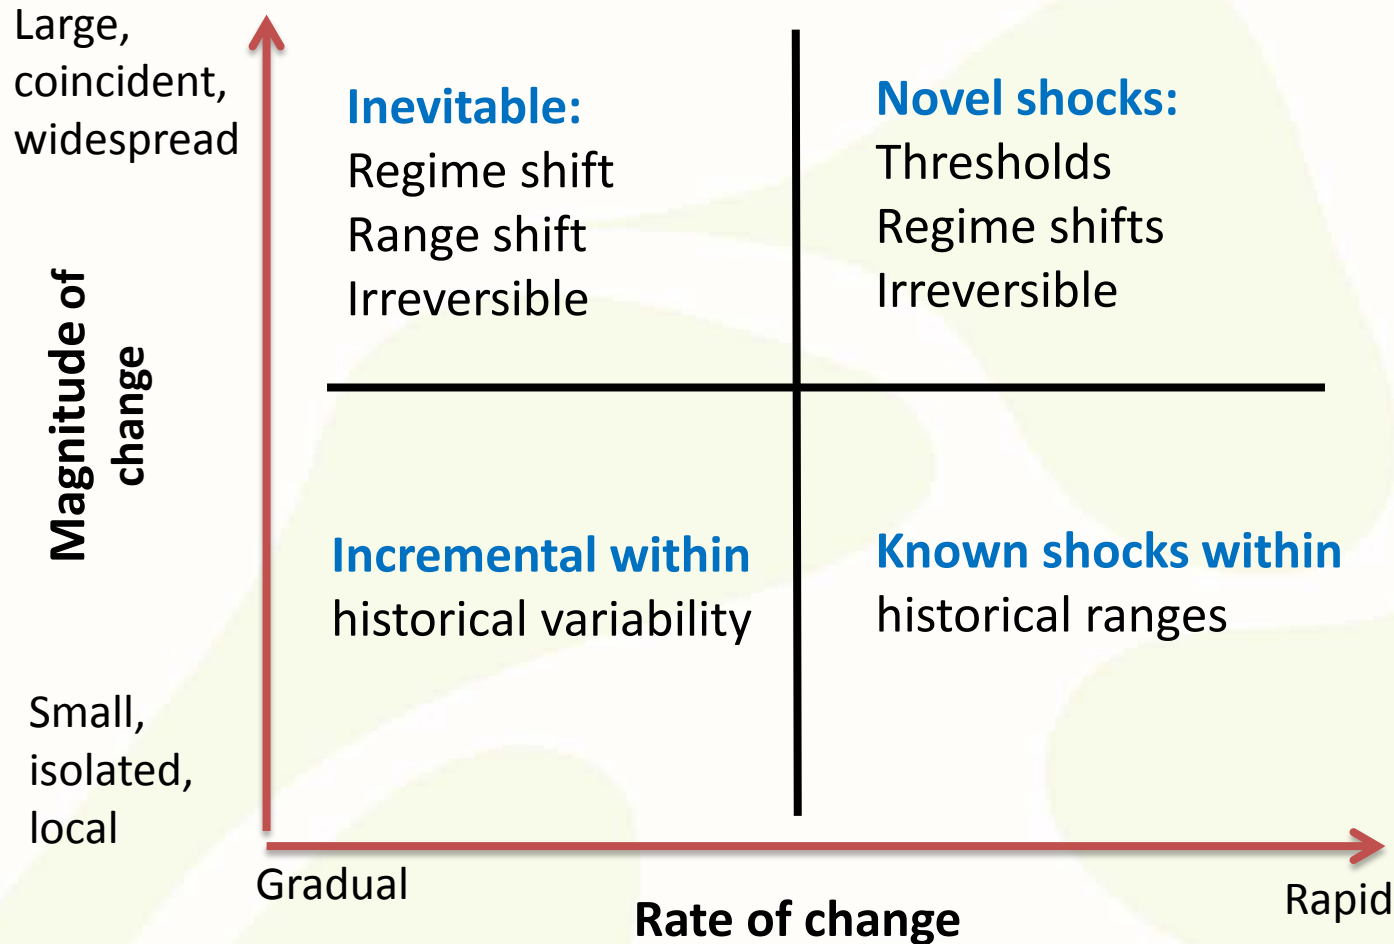 Large,
coincident,
widespread
Inevitable:
Regime shift
Range shift
Irreversible
Novel shocks:
Thresholds
Regime shifts
Irreversible
Magnitude of
change
Incremental within
historical variability
Known shocks within
historical ranges
Small,
isolated,
local
Gradual
Rate of change
Rapid